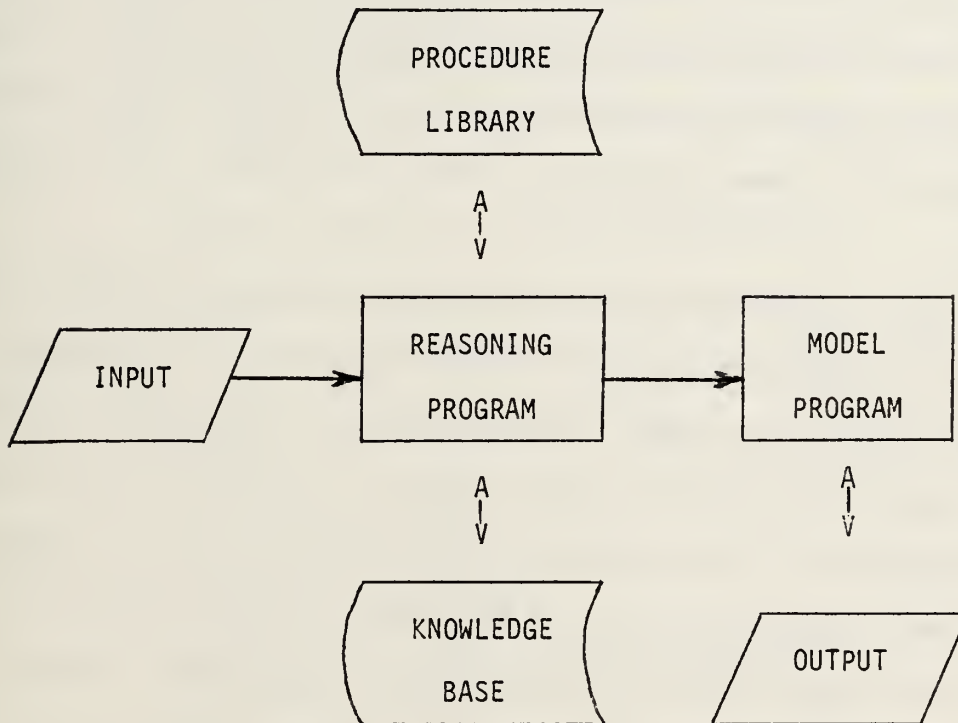 PROCEDURE
LIBRARY
A
V
INPUT
REASONING
PROGRAM
MODEL
PROGRAM
A
V
A
V
KNOWLEDGE
BASE
OUTPUT